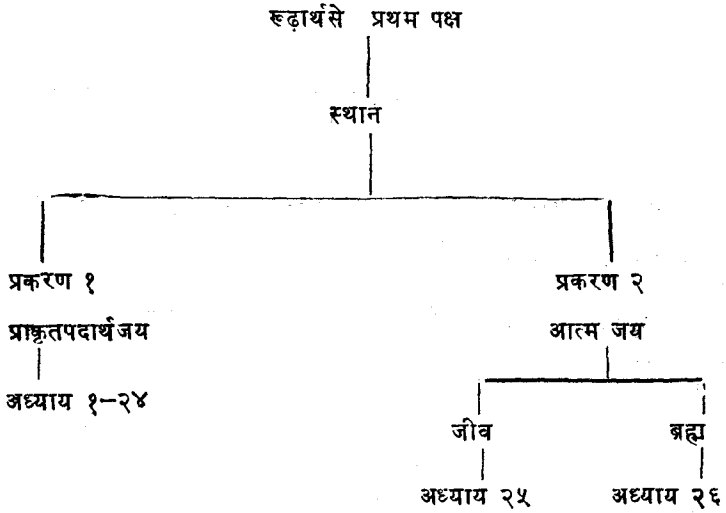 रूढ़ार्थसे प्रथम पक्ष
स्थान
प्रकरण १ प्रकरण २
प्राकृतपदार्थजय आत्म जय
अध्याय १-२४
जीव ब्रह्म
अध्याय २५ अध्याय २६